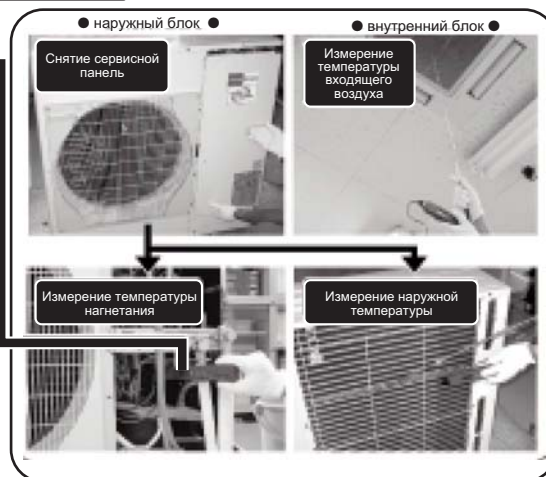 ● наружный блок ●
● внутренний блок ●
Снятие сервисной
панель
Измерение
температуры
входящего
воздуха
Измерение температуры
нагнетания
Измерение наружной
температуры